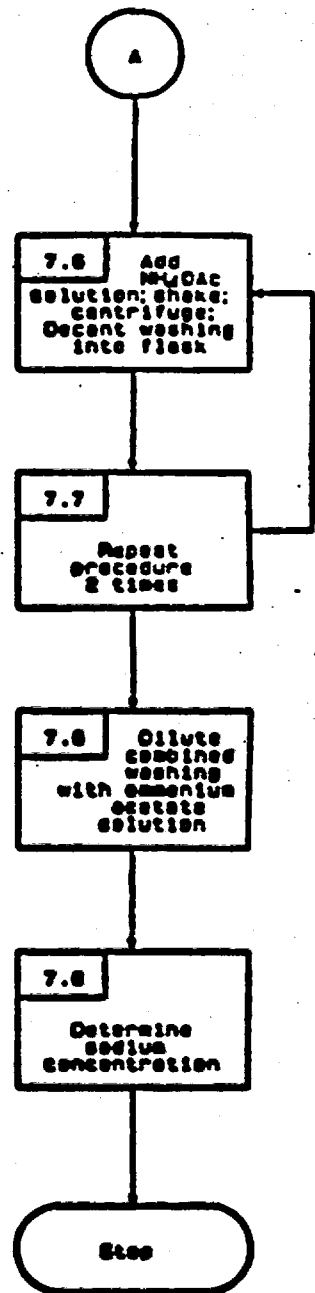 A
7.6
Add
NH4OAc
solution; shake;
centrifuge;
Decant washing
into flask
7.7
Repeat
procedure
2 times
7.8
Dilute
combined
washing
with ammonium
acetate
solution
7.8
Determine
sodium
concentration
Stop